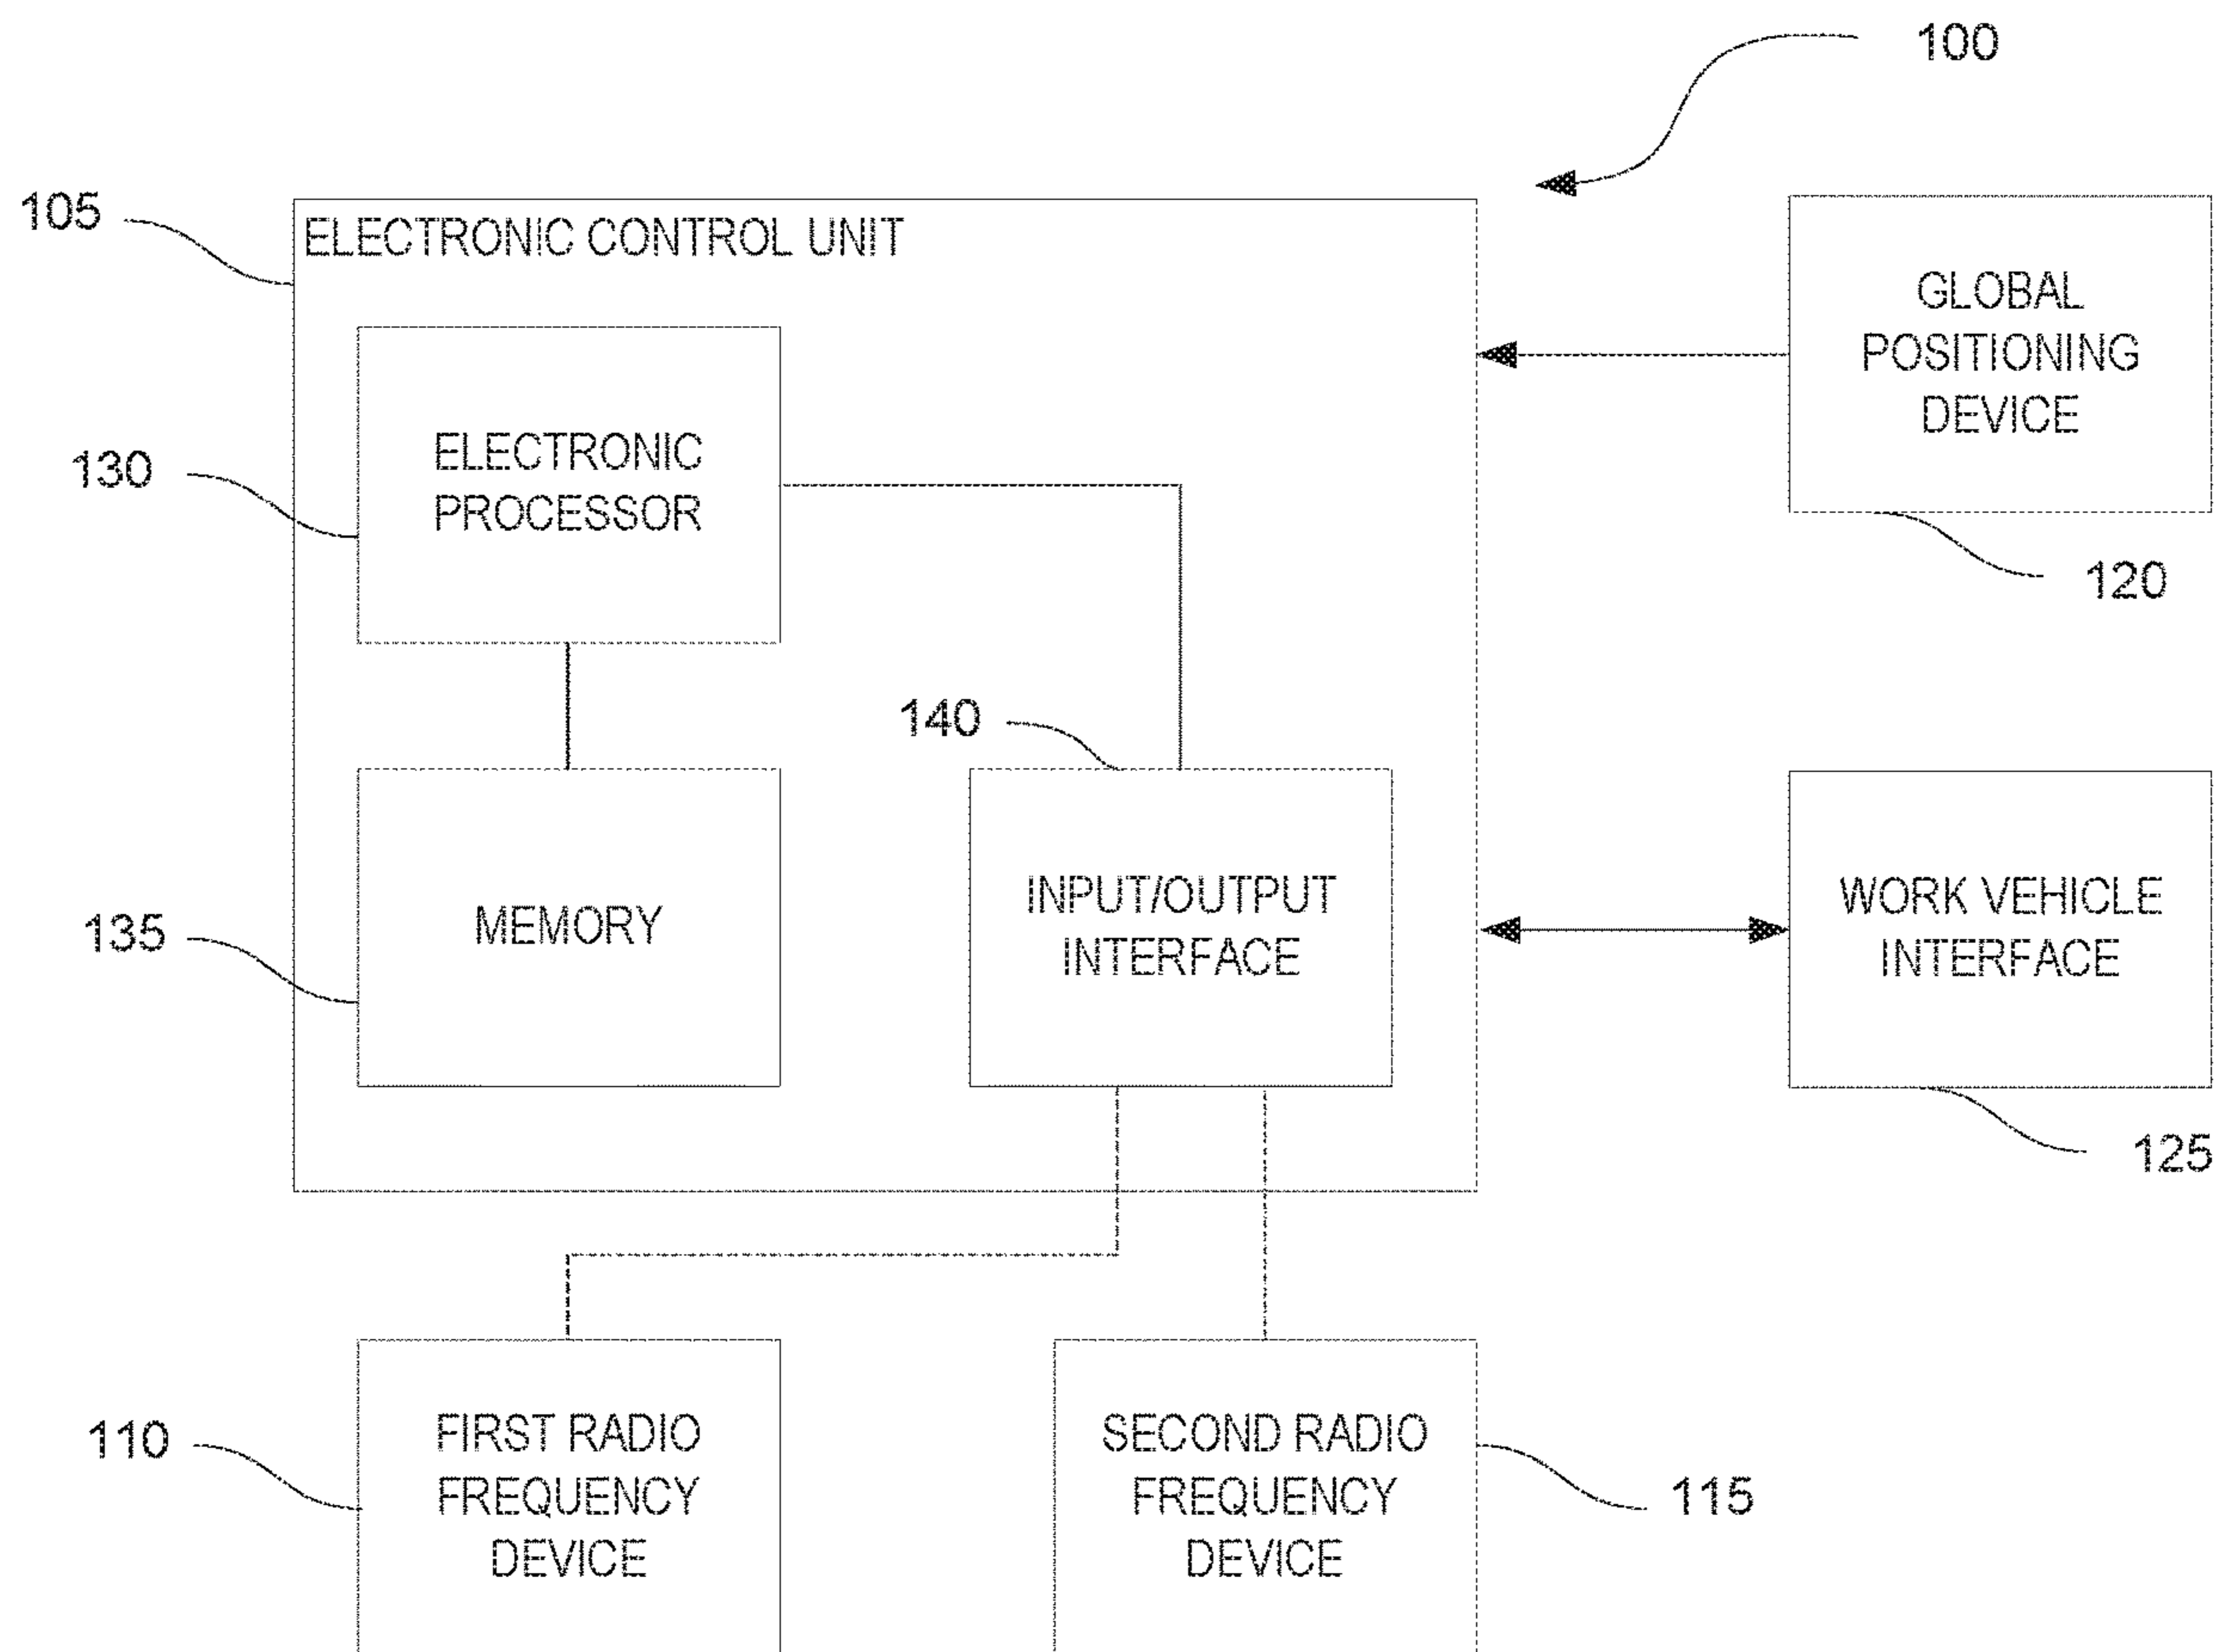 100
105
ELECTRONIC CONTROL UNIT
GLOBAL
POSITIONING
DEVICE
120
130
ELECTRONIC
PROCESSOR
140
135
MEMORY
INPUT/OUTPUT
INTERFACE
WORK VEHICLE
INTERFACE
125
110
FIRST RADIO
FREQUENCY
DEVICE
SECOND RADIO
FREQUENCY
DEVICE
115